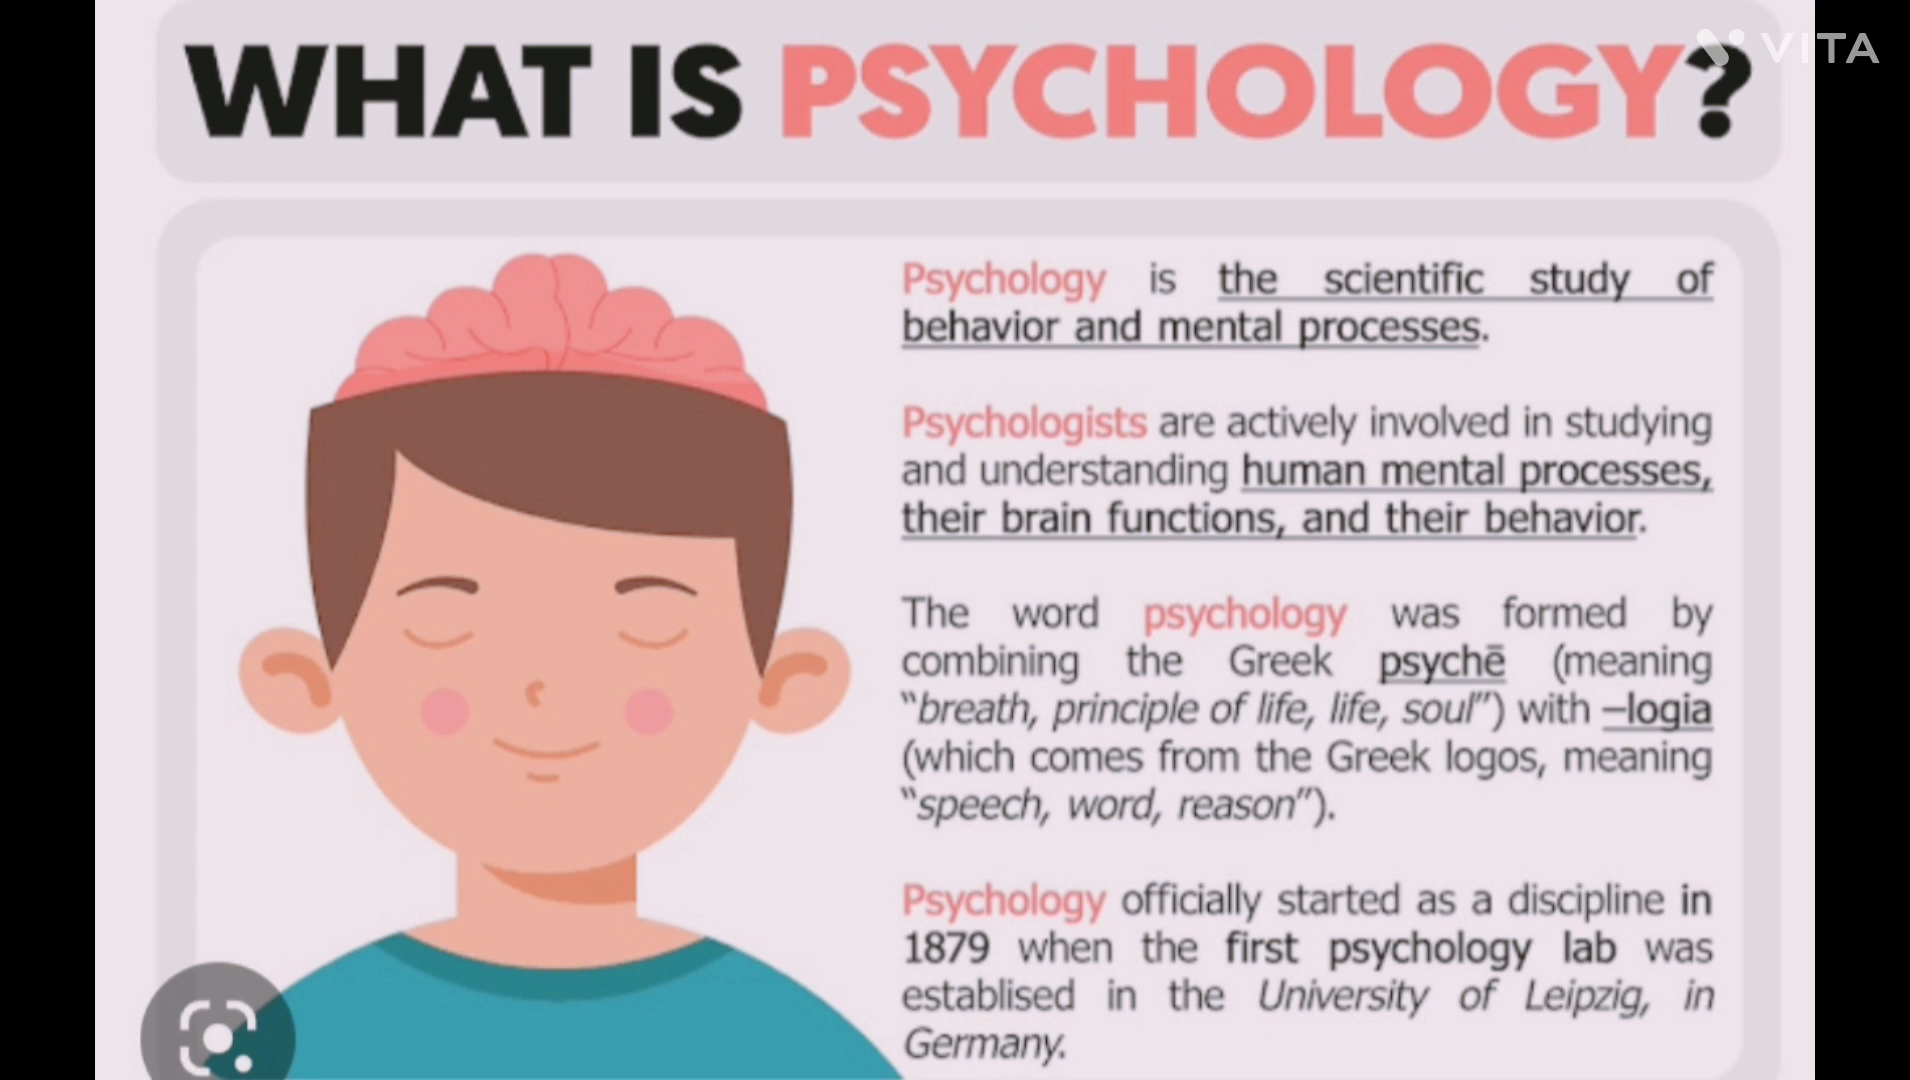 WHAT IS PSYCHOLOGY?
VITA
Psychology is the scientific study of
behavior and mental processes.
Psychologists are actively involved in studying
and understanding human mental processes,
their brain functions, and their behavior.
The word psychology was formed by
combining the Greek psychē (meaning
“breath, principle of life, life, soul”) with –logia
(which comes from the Greek logos, meaning
“speech, word, reason”).
Psychology officially started as a discipline in
1879 when the first psychology lab was
establised in the University of Leipzig, in
Germany.